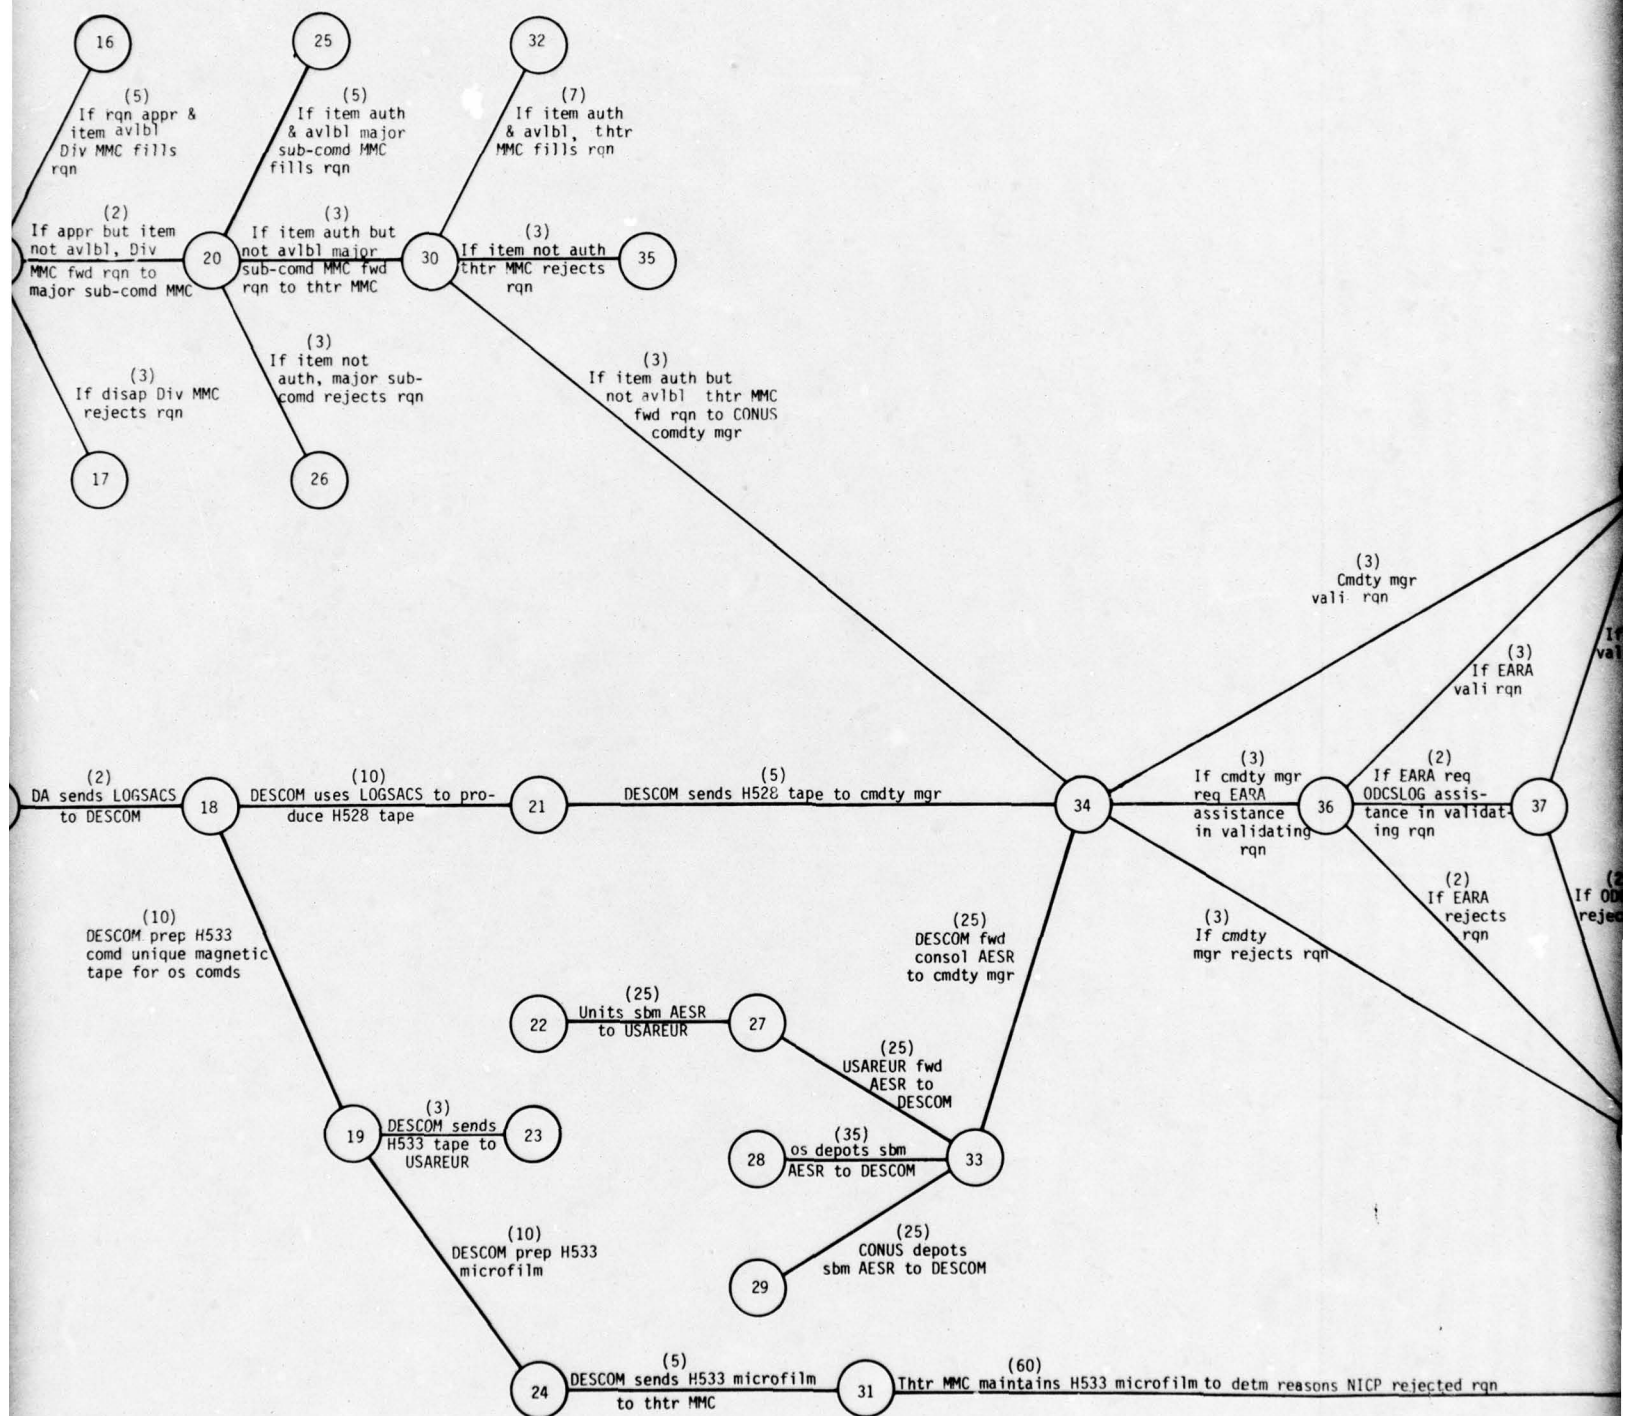 16
25
32
(5)
If rqn appr &
item avlbl
Div MMC fills
rqn
(5)
If item auth
& avlbl major
sub-comd MMC
fills rqn
(7)
If item auth
& avlbl, thtr
MMC fills rqn
(2)
If appr but item
not avlbl, Div
MMC fwd rqn to
major sub-comd MMC
20
(3)
If item auth but
not avlbl major
sub-comd MMC fwd
rqn to thtr MMC
30
(3)
If item not auth
thtr MMC rejects
rqn
35
(3)
If disap Div MMC
rejects rqn
(3)
If item not
auth, major sub-
comd rejects rqn
(3)
If item auth but
not avlbl thtr MMC
fwd rqn to CONUS
comdty mgr
17
26
(3)
Cmdty mgr
vali rqn
(3)
If EARA
vali rqn
If
val
(2)
DA sends LOGSACS
to DESCOM
18
(10)
DESCOM uses LOGSACS to pro-
duce H528 tape
21
(5)
DESCOM sends H528 tape to cmdty mgr
34
(3)
If cmdty mgr
req EARA
assistance
in validating
rqn
36
(2)
If EARA req
ODCSLOG assis-
tance in validat-
ing rqn
37
(10)
DESCOM prep H533
comd unique magnetic
tape for os comds
(25)
DESCOM fwd
consol AESR
to cmdty mgr
(3)
If cmdty
mgr rejects rqn
(2)
If EARA
rejects
rqn
(2
If OD
rejec
22
(25)
Units sbm AESR
to USAREUR
27
(25)
USAREUR fwd
AESR to
DESCOM
19
(3)
DESCOM sends
H533 tape to
USAREUR
23
28
(35)
os depots sbm
AESR to DESCOM
33
(10)
DESCOM prep H533
microfilm
(25)
CONUS depots
sbm AESR to DESCOM
29
24
(5)
DESCOM sends H533 microfilm
to thtr MMC
31
(60)
Thtr MMC maintains H533 microfilm to detm reasons NICP rejected rqn